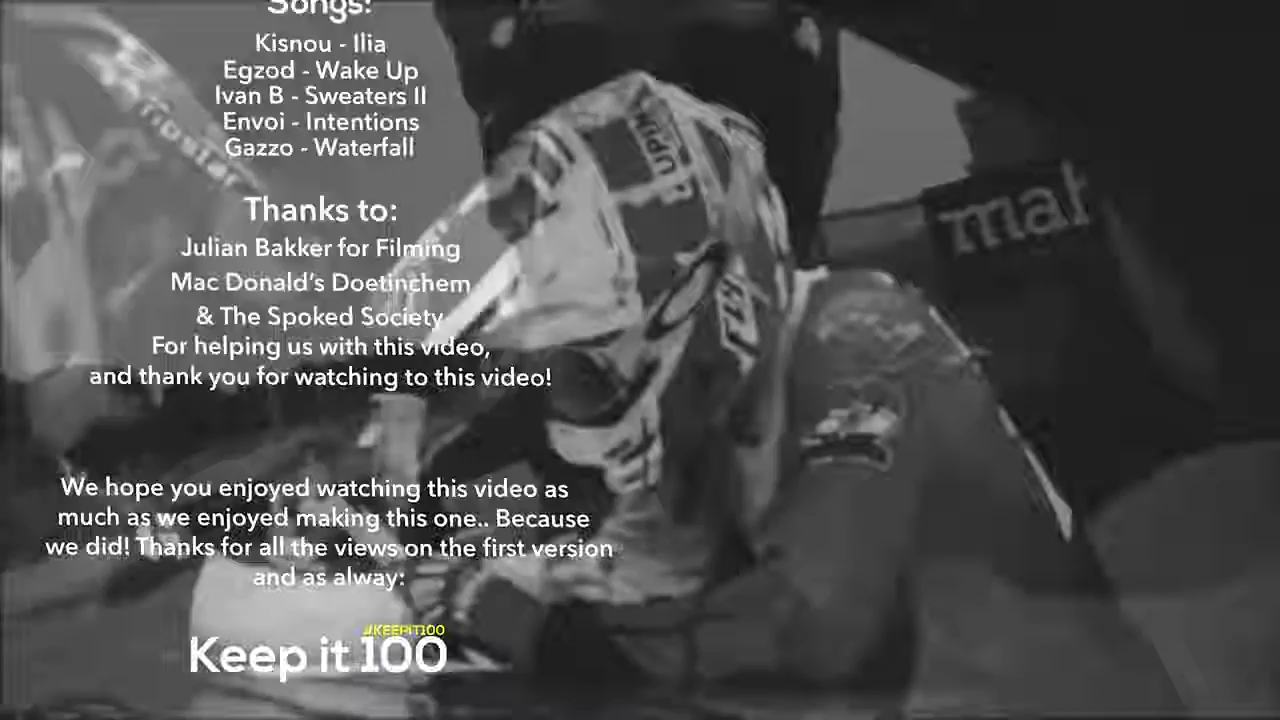 Songs:
Kisnou - Ilia
Egzod - Wake Up
Ivan B - Sweaters II
Envoi - Intentions
Gazzo - Waterfall
Thanks to:
Julian Bakker for Filming
Mac Donald's Doetinchem
& The Spoked Society
For helping us with this video,
and thank you for watching to this video!
We hope you enjoyed watching this video as
much as we enjoyed making this one.. Because
we did! Thanks for all the views on the first version
and as alway:
#KEEPIT100
Keep it 100